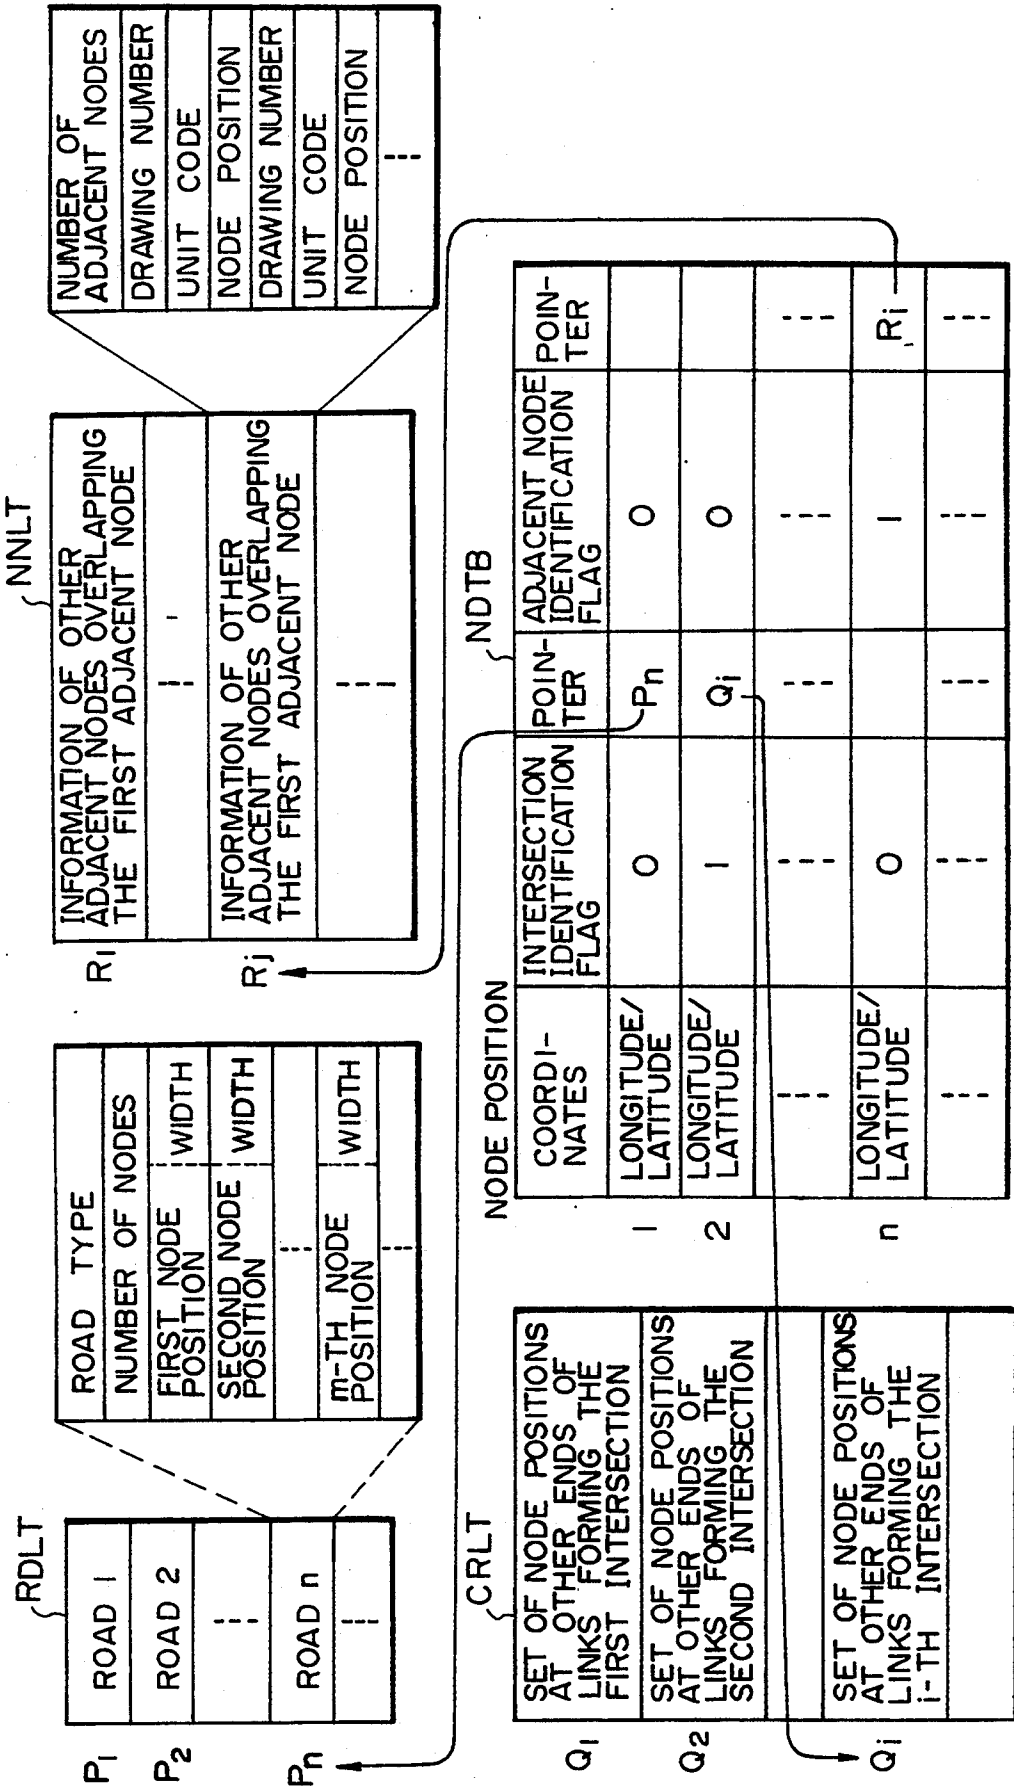 RDLT
P1 ROAD 1
P2 ROAD 2
---
Pn ROAD n
---
ROAD TYPE
NUMBER OF NODES
FIRST NODE
POSITION
WIDTH
SECOND NODE
POSITION
WIDTH
---
m-TH NODE
POSITION
WIDTH
---
NNLT
R1
INFORMATION OF OTHER
ADJACENT NODES OVERLAPPING
THE FIRST ADJACENT NODE
---
Rj
INFORMATION OF OTHER
ADJACENT NODES OVERLAPPING
THE FIRST ADJACENT NODE
---
NUMBER OF
ADJACENT NODES
DRAWING NUMBER
UNIT CODE
NODE POSITION
DRAWING NUMBER
UNIT CODE
NODE POSITION
---
CRLT
Q1
SET OF NODE POSITIONS
AT OTHER ENDS OF
LINKS FORMING THE
FIRST INTERSECTION
Q2
SET OF NODE POSITIONS
AT OTHER ENDS OF
LINKS FORMING THE
SECOND INTERSECTION
Qi
SET OF NODE POSITIONS
AT OTHER ENDS OF
LINKS FORMING THE
i-TH INTERSECTION
NODE POSITION
NDTB
COORDI-
NATES
INTERSECTION
IDENTIFICATION
FLAG
POIN-
TER
ADJACENT NODE
IDENTIFICATION
FLAG
POIN-
TER
1
LONGITUDE/
LATITUDE
0
Pn
0
2
LONGITUDE/
LATITUDE
1
Qi
0
--- --- --- --- ---
n
LONGITUDE/
LATITUDE
0
1
Ri
--- --- --- --- ---